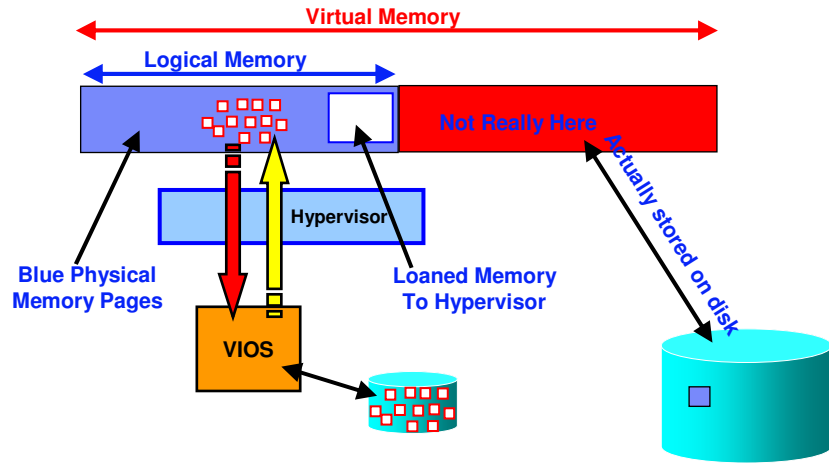 Virtual Memory
Logical Memory
Not Really Here
Actually stored on disk
Hypervisor
Blue Physical
Memory Pages
Loaned Memory
To Hypervisor
VIOS